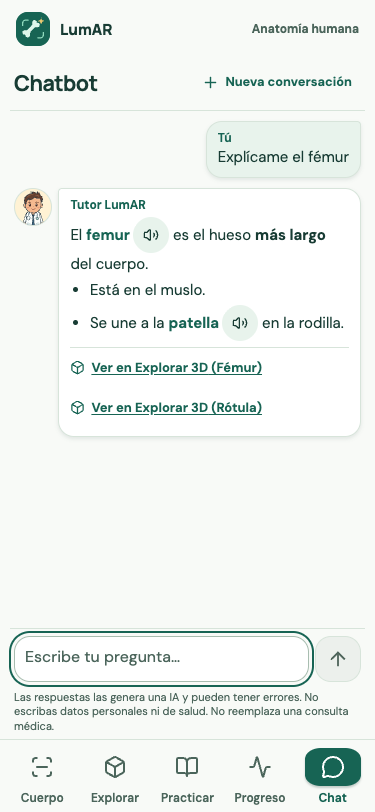 LumAR
Anatomía humana
Chatbot
Nueva conversación
Tú
Explícame el fémur
Tutor LumAR
El femur es el hueso más largo
del cuerpo.
• Está en el muslo.
• Se une a la patella en la rodilla.
Ver en Explorar 3D (Fémur)
Ver en Explorar 3D (Rótula)
Escribe tu pregunta...
Las respuestas las genera una IA y pueden tener errores. No
escribas datos personales ni de salud. No reemplaza una consulta
médica.
Cuerpo Explorar Practicar Progreso Chat